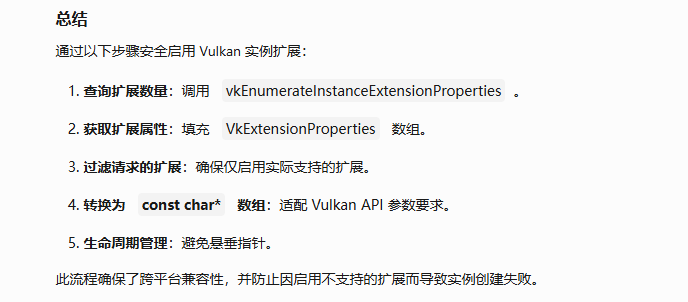 总结
通过以下步骤安全启用 Vulkan 实例扩展：
1. 查询扩展数量：调用 vkEnumerateInstanceExtensionProperties 。
2. 获取扩展属性：填充 VkExtensionProperties 数组。
3. 过滤请求的扩展：确保仅启用实际支持的扩展。
4. 转换为 const char* 数组：适配 Vulkan API 参数要求。
5. 生命周期管理：避免悬垂指针。
此流程确保了跨平台兼容性，并防止因启用不支持的扩展而导致实例创建失败。